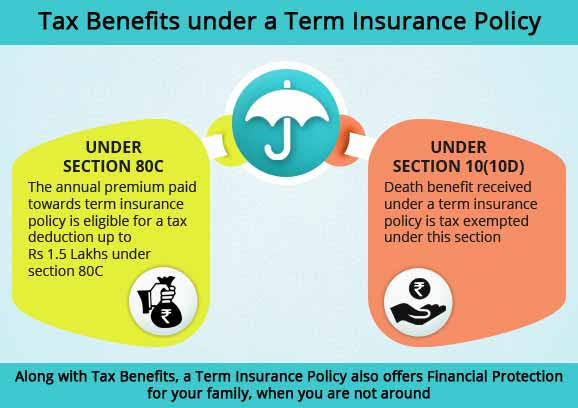 Tax Benefits under a Term Insurance Policy
UNDER
SECTION 80C
The annual premium paid
towards term insurance
policy is eligible for a tax
deduction up to
Rs 1.5 Lakhs under
section 80C
₹
UNDER
SECTION 10(10D)
Death benefit received
under a term insurance
policy is tax exempted
under this section
₹
Along with Tax Benefits, a Term Insurance Policy also offers Financial Protection
for your family, when you are not around